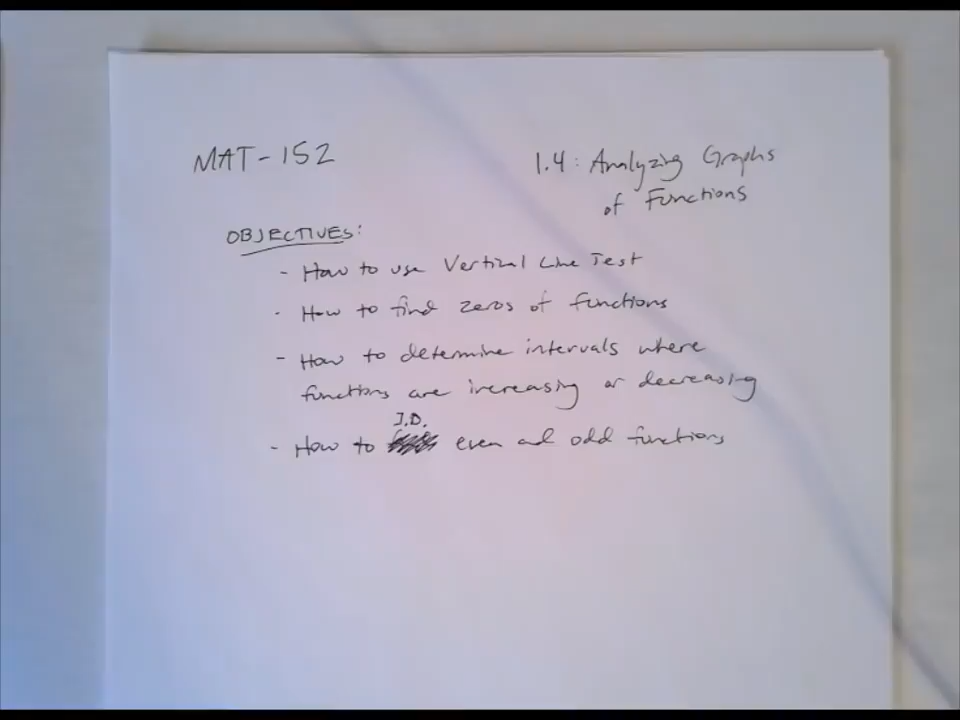 MAT-152
1.4: Analyzing Graphs
of Functions
OBJECTIVES:
- How to use Vertical Line Test
- How to find zeros of functions
- How to determine intervals where
functions are increasing or decreasing
I.D.
- How to even and odd functions